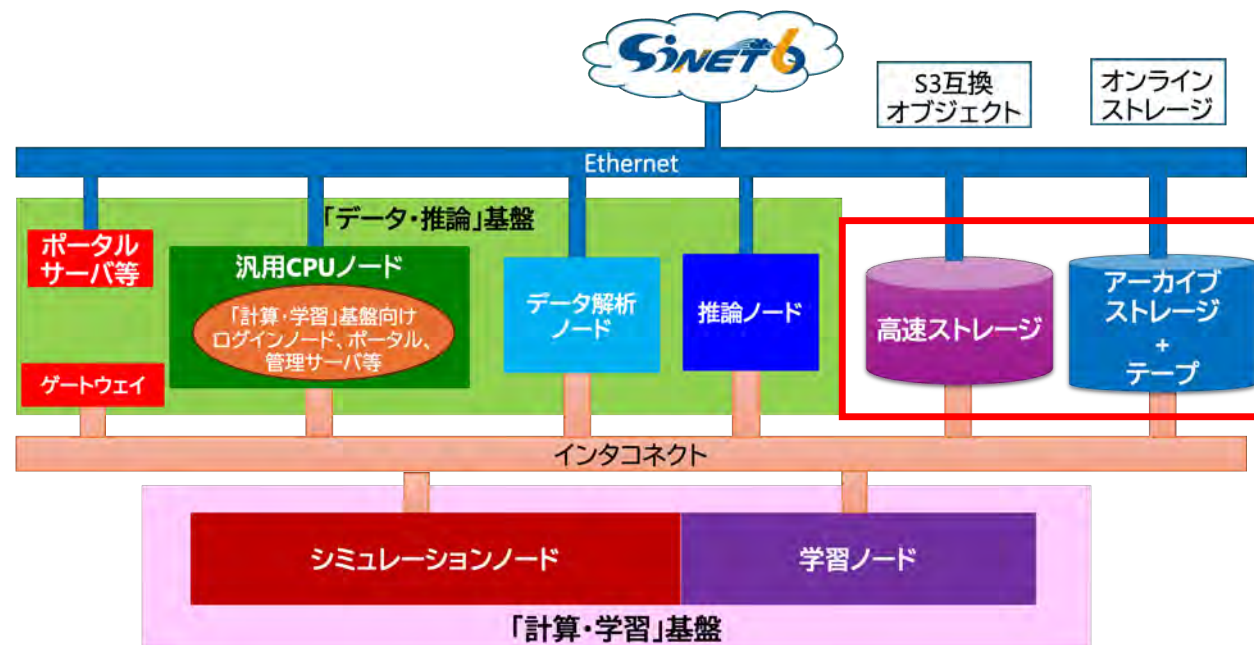 SINET6
S3互換
オブジェクト
オンライン
ストレージ
Ethernet
「データ・推論」基盤
ポータル
サーバ等
汎用CPUノード
「計算・学習」基盤向け
ログインノード、ポータル、
管理サーバ等
ゲートウェイ
データ解析
ノード
推論ノード
高速ストレージ
アーカイブ
ストレージ
+
テープ
インタコネクト
シミュレーションノード
学習ノード
「計算・学習」基盤